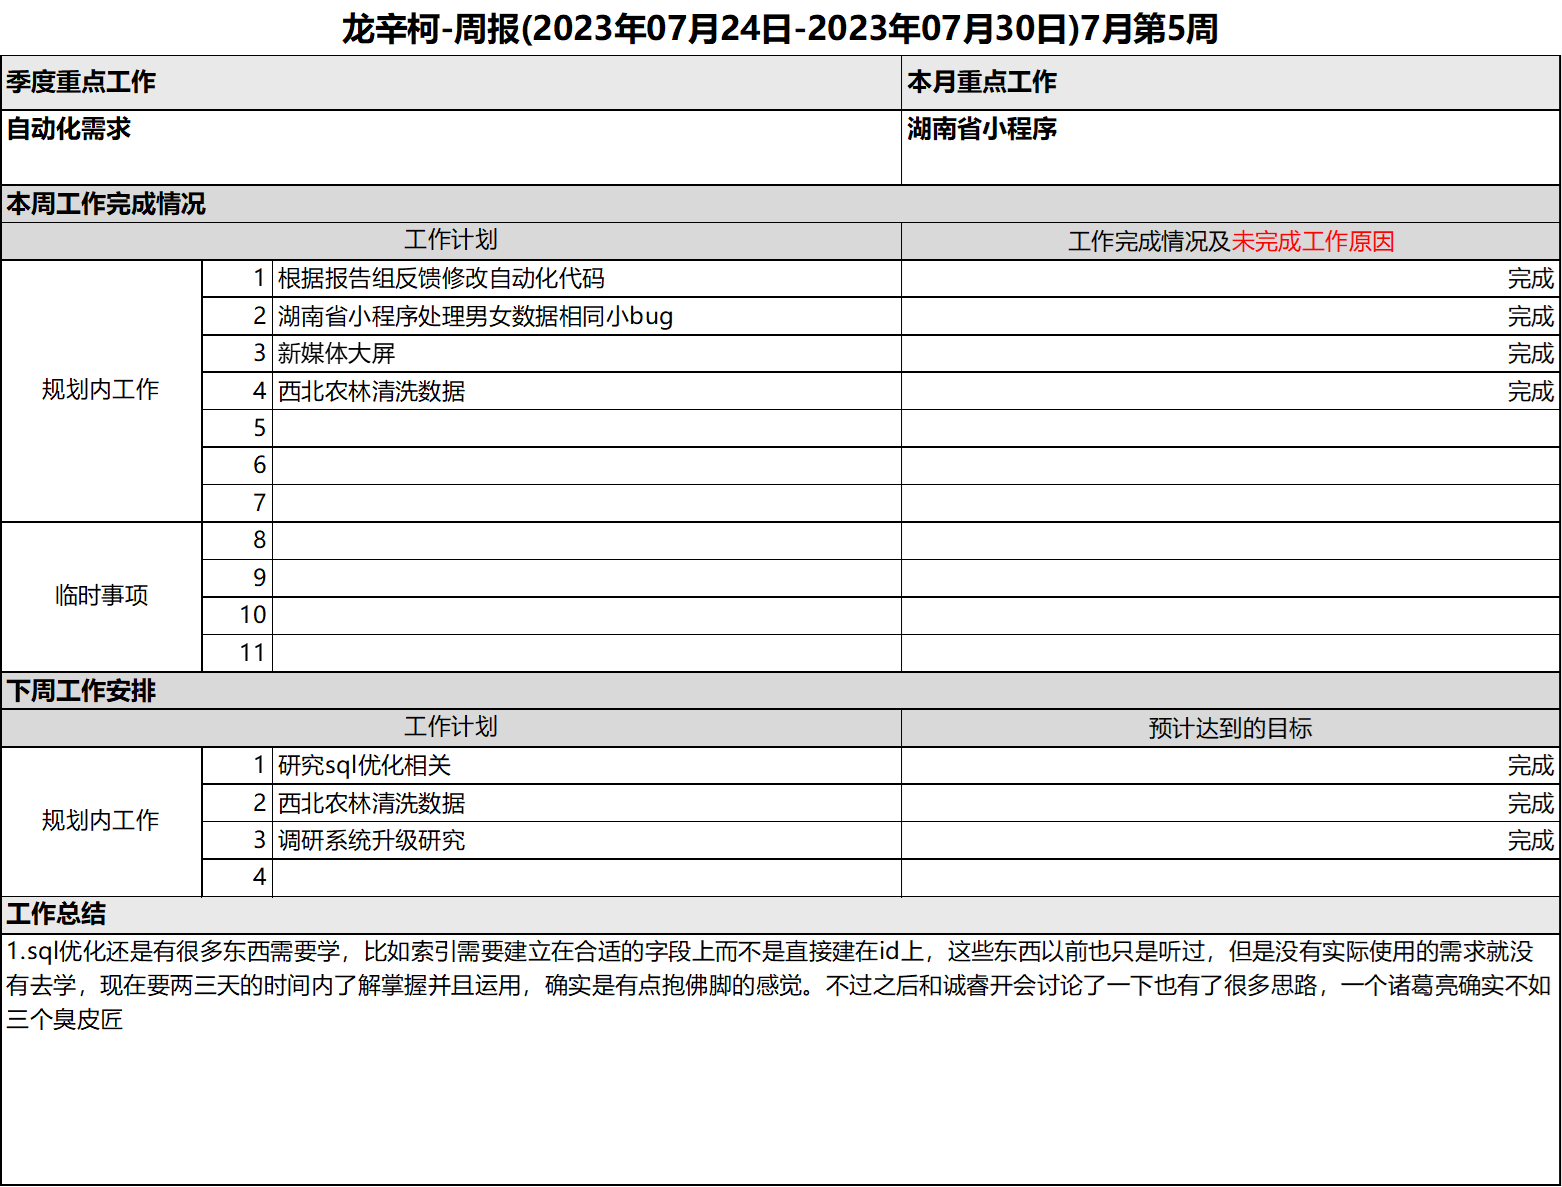 龙辛柯-周报(2023年07月24日-2023年07月30日)7月第5周
季度重点工作 本月重点工作
自动化需求 湖南省小程序
本周工作完成情况
工作计划 工作完成情况及未完成工作原因
规划内工作
1 根据报告组反馈修改自动化代码 完成
2 湖南省小程序处理男女数据相同小bug 完成
3 新媒体大屏 完成
4 西北农林清洗数据 完成
5
6
7
临时事项
8
9
10
11
下周工作安排
工作计划 预计达到的目标
规划内工作
1 研究sql优化相关 完成
2 西北农林清洗数据 完成
3 调研系统升级研究 完成
4
工作总结
1.sql优化还是有很多东西需要学，比如索引需要建立在合适的字段上而不是直接建在id上，这些东西以前也只是听过，但是没有实际使用的需求就没
有去学，现在要两三天的时间内了解掌握并且运用，确实是有点抱佛脚的感觉。不过之后和诚睿开会讨论了一下也有了很多思路，一个诸葛亮确实不如
三个臭皮匠